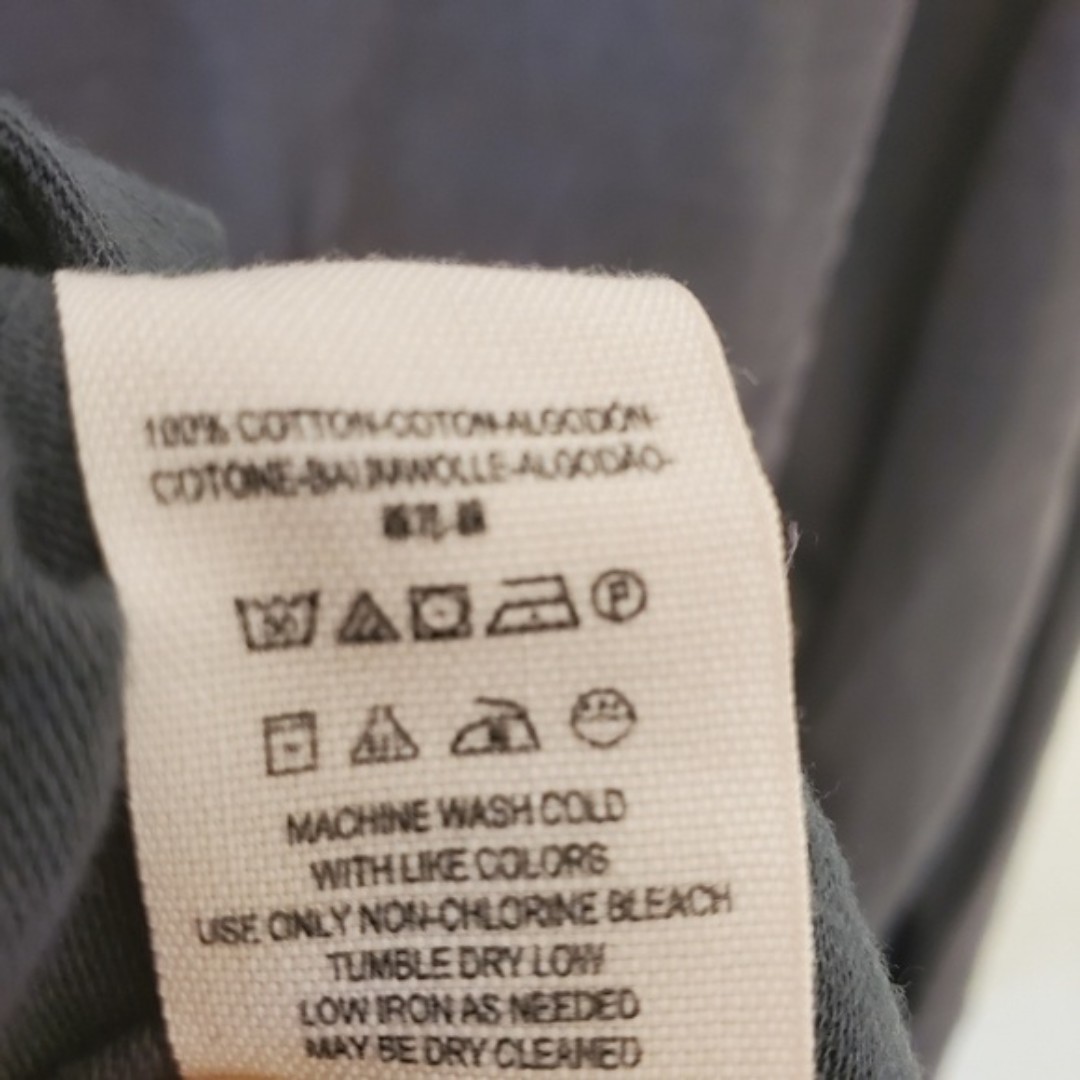 100% COTTON-COTON-ALGODÓN-
COTONE-BAUMWOLLE-ALGODÃO-
30
P
MACHINE WASH COLD
WITH LIKE COLORS
USE ONLY NON-CHLORINE BLEACH
TUMBLE DRY LOW
LOW IRON AS NEEDED
MAY BE DRY CLEANED